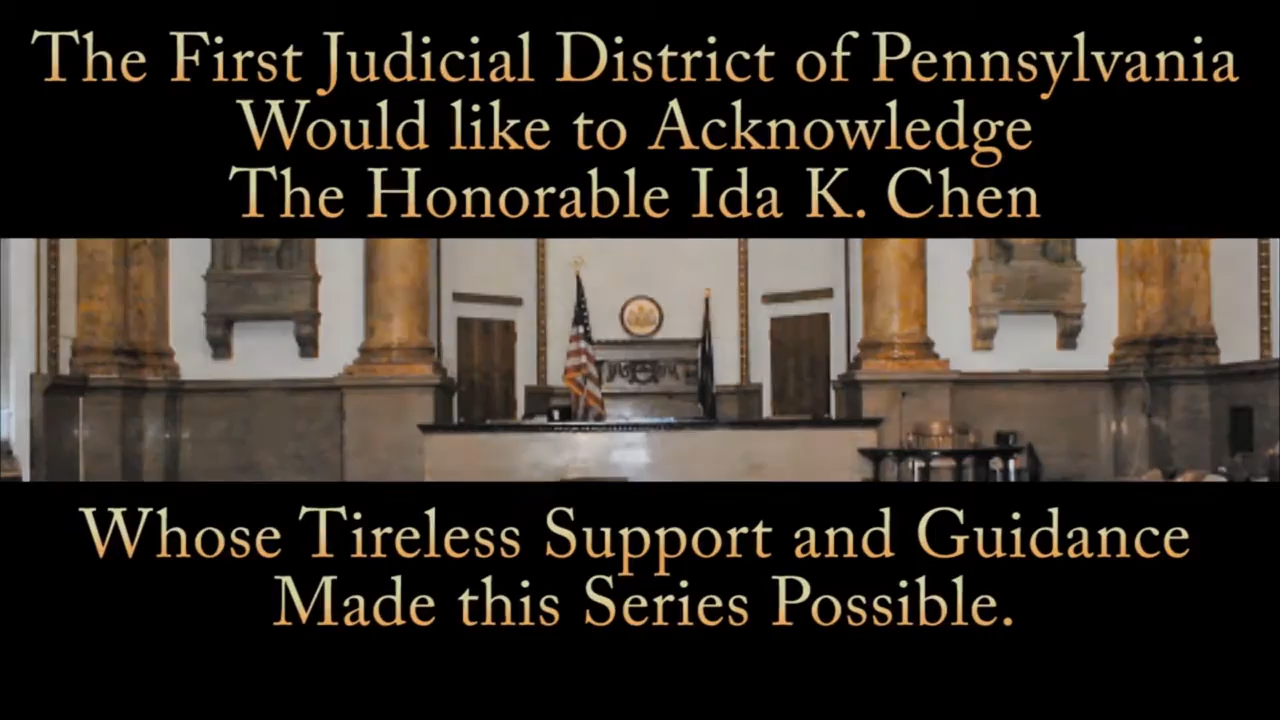 The First Judicial District of Pennsylvania
Would like to Acknowledge
The Honorable Ida K. Chen
Whose Tireless Support and Guidance
Made this Series Possible.